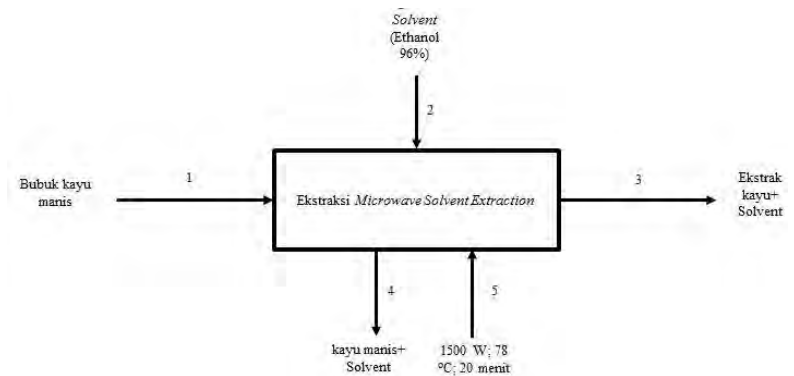 Solvent
(Ethanol
96%)
2
Bubuk kayu
manis
1
Ekstraksi Microwave Solvent Extraction
3
Ekstrak
kayu+
Solvent
4
5
kayu manis+
Solvent
1500 W; 78
°C; 20 menit